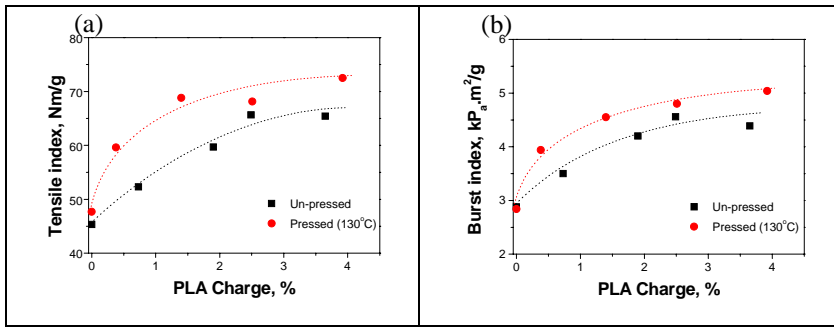 (a)
80
70
60
50
40
0 1 2 3 4
Tensile index, Nm/g
PLA Charge, %
Un-pressed
Pressed (130°C)
(b)
6
5
4
3
2
0 1 2 3 4
Burst index, kPa.m²/g
PLA Charge, %
Un-pressed
Pressed (130°C)